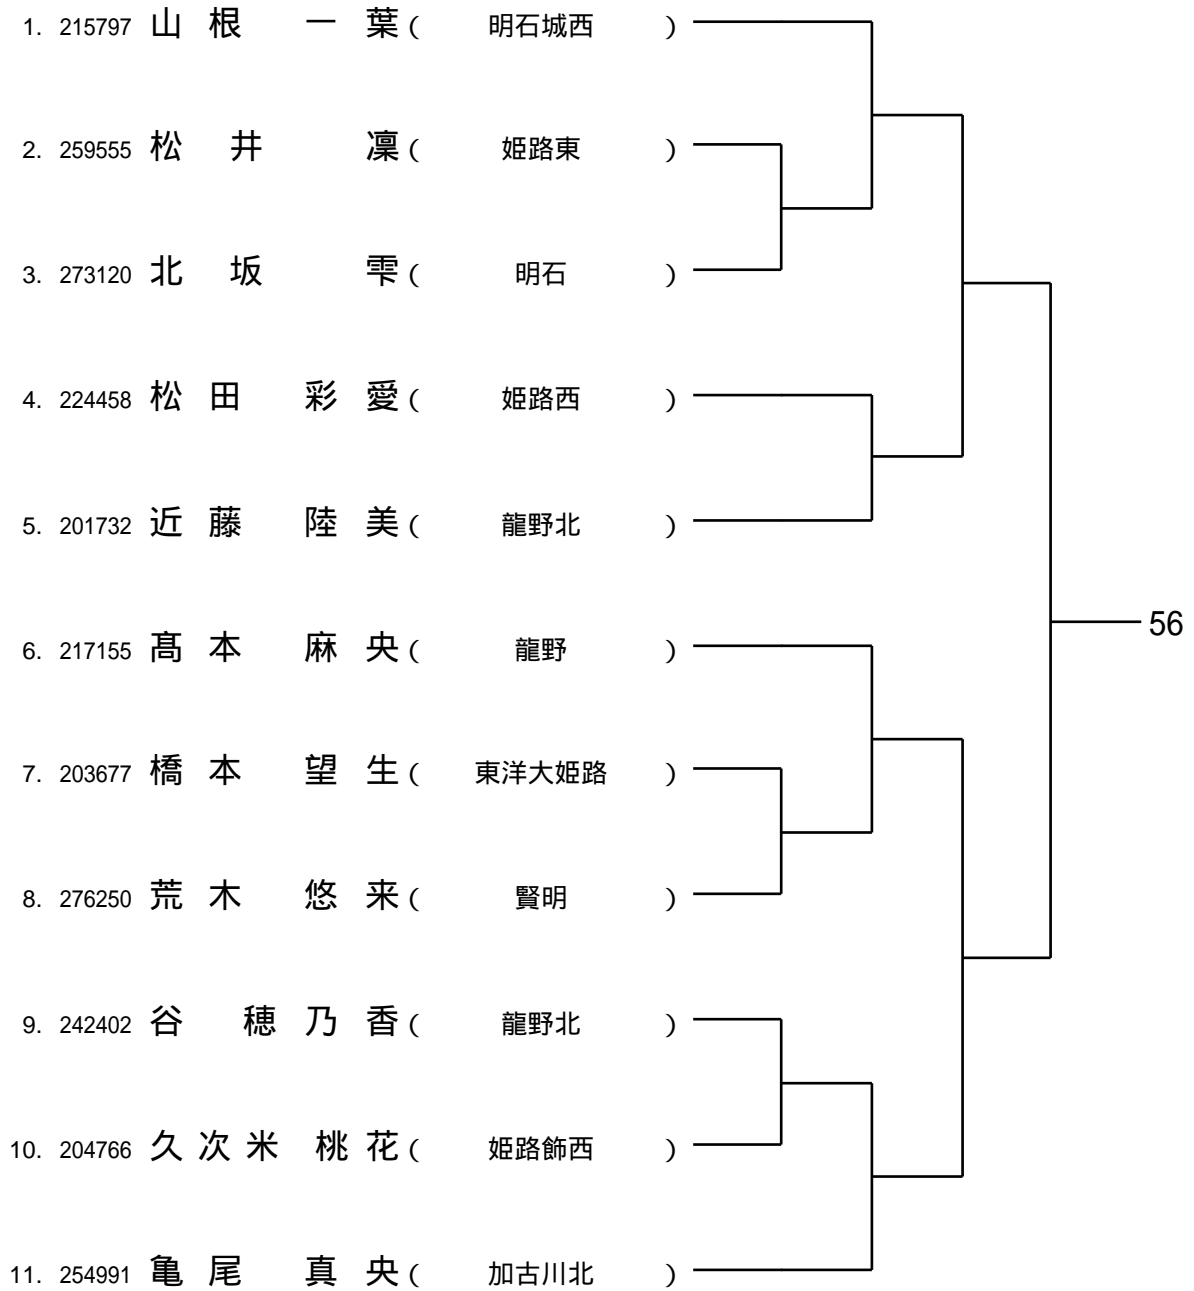 1. 215797 山根 一葉 ( 明石城西 )
2. 259555 松井 凜 ( 姫路東 )
3. 273120 北坂 雫 ( 明石 )
4. 224458 松田 彩愛 ( 姫路西 )
5. 201732 近藤 陸美 ( 龍野北 )
56
6. 217155 髙本 麻央 ( 龍野 )
7. 203677 橋本 望生 ( 東洋大姫路 )
8. 276250 荒木 悠来 ( 賢明 )
9. 242402 谷 穂乃香 ( 龍野北 )
10. 204766 久次米 桃花 ( 姫路飾西 )
11. 254991 亀尾 真央 ( 加古川北 )